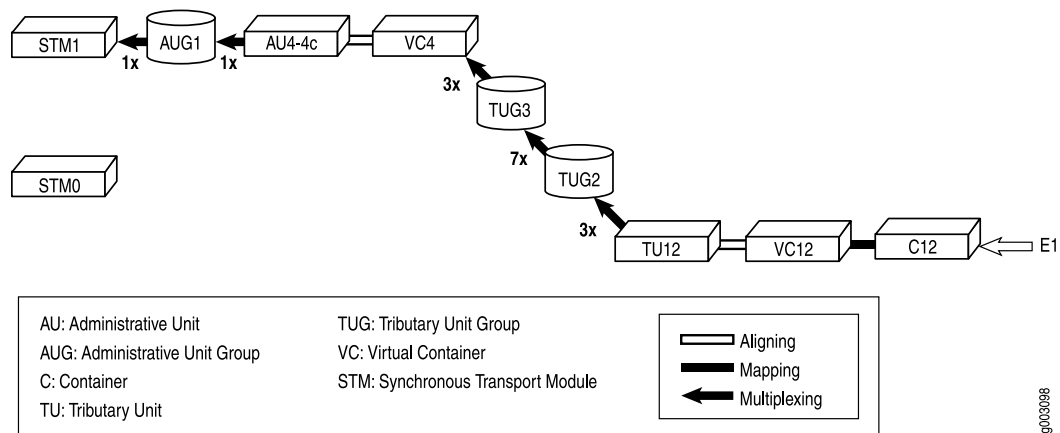 STM1
AUG1
AU4-4c
VC4
1x
1x
3x
TUG3
STM0
7x
TUG2
3x
TU12
VC12
C12
E1
AU: Administrative Unit
AUG: Administrative Unit Group
C: Container
TU: Tributary Unit
TUG: Tributary Unit Group
VC: Virtual Container
STM: Synchronous Transport Module
Aligning
Mapping
Multiplexing
g003098